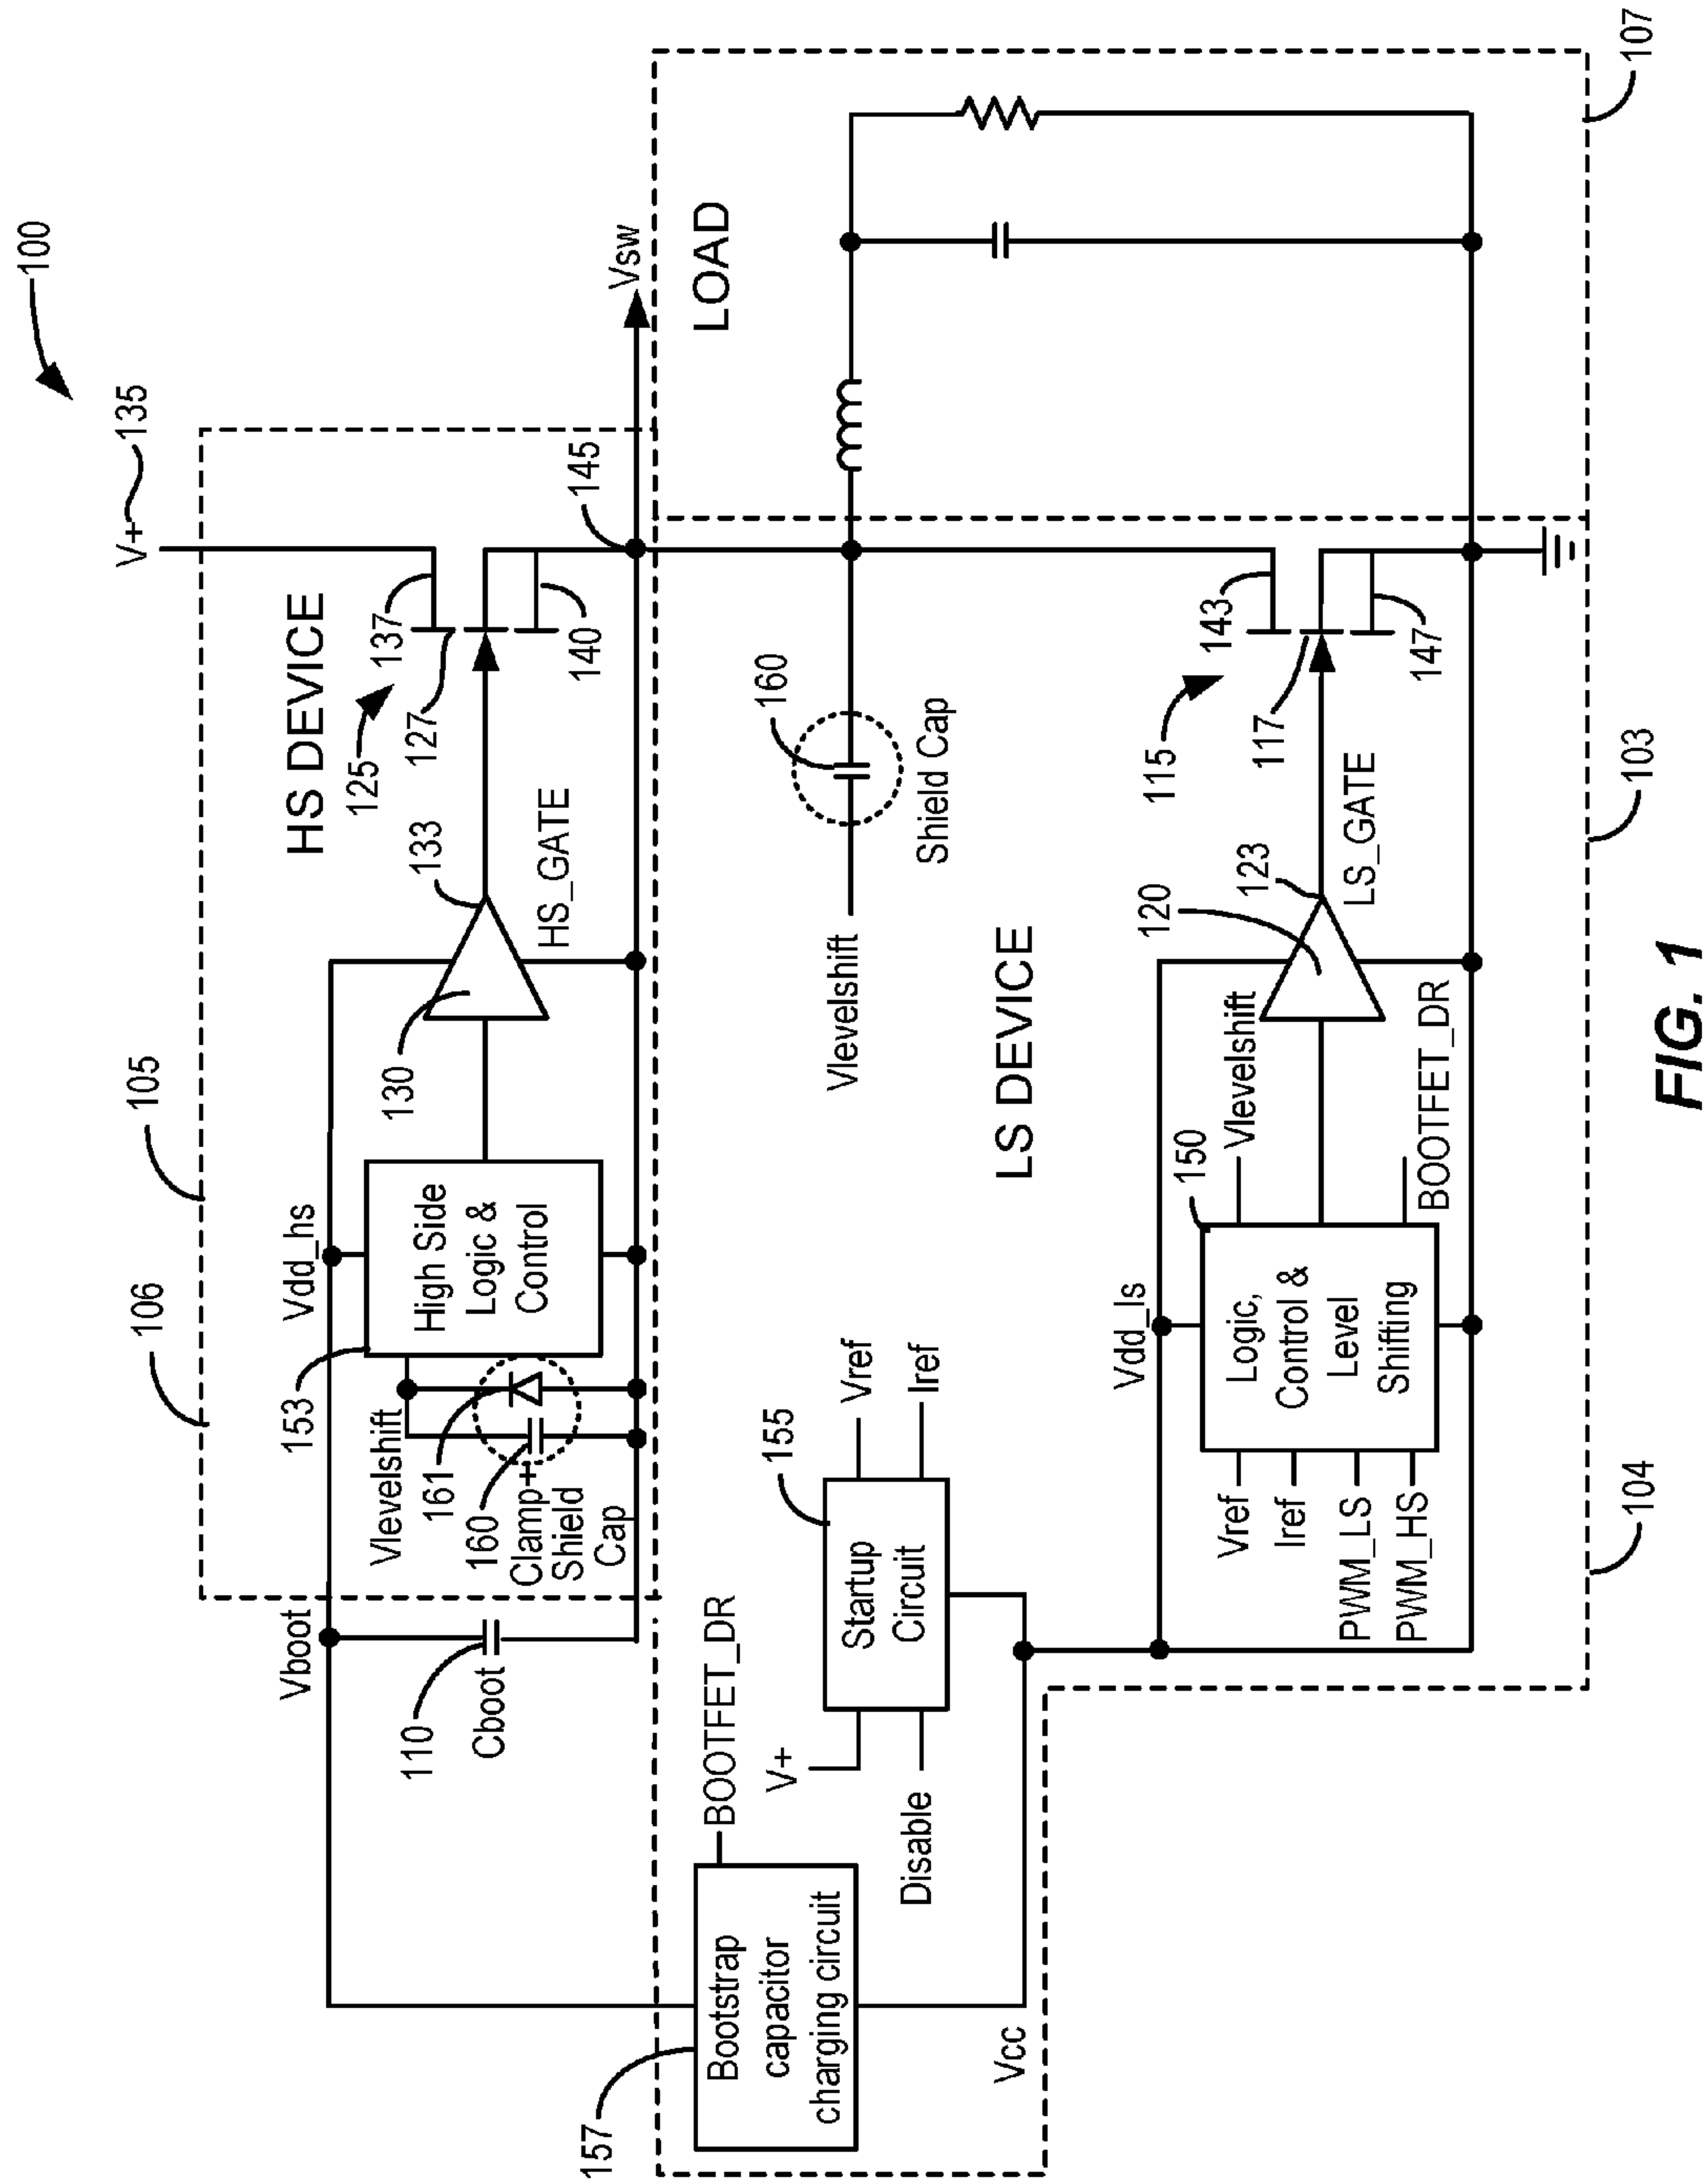 100
V+
135
105
106
HS DEVICE
Vboot
Vdd_hs
153
High Side
Logic &
Control
130
133
HS_GATE
125
127
137
140
145
Vsw
Vlevelshift
161
160
Clamp+
Shield
Cap
110
Cboot
157
Bootstrap
capacitor
charging circuit
BOOTFET_DR
Vcc
V+
Disable
Startup
Circuit
155
Vref
Iref
Vlevelshift
160
Shield Cap
LOAD
LS DEVICE
Vdd_ls
150
Logic,
Control &
Level
Shifting
Vref
Iref
PWM_LS
PWM_HS
Vlevelshift
BOOTFET_DR
120
123
LS_GATE
115
117
143
147
104
103
107
FIG. 1